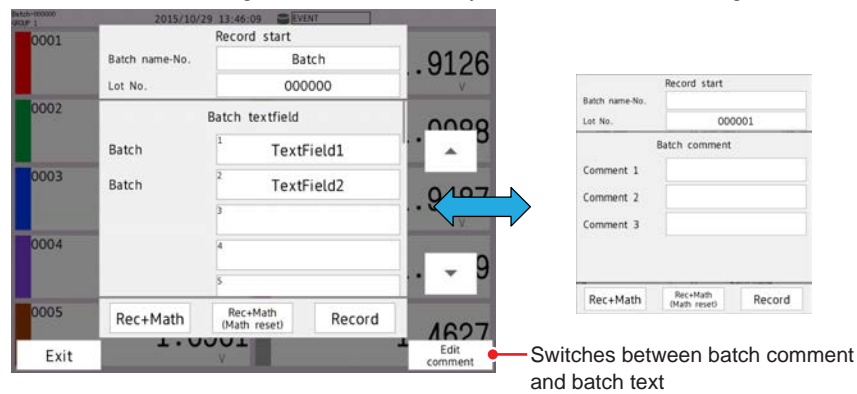 Batch-000000
GROUP 1
2015/10/29 13:46:09 EVENT
0001
Record start
Batch name-No. Batch
Lot No. 000000
.9126
V
0002
Batch textfield
Batch 1 TextField1
Batch 2 TextField2
3
4
5
0003
V
0004
9
0005
Rec+Math
Rec+Math
(Math reset)
Record
4627
V
Exit
Edit
comment
Record start
Batch name-No.
Lot No. 000001
Batch comment
Comment 1
Comment 2
Comment 3
Rec+Math
Rec+Math
(Math reset)
Record
Switches between batch comment
and batch text